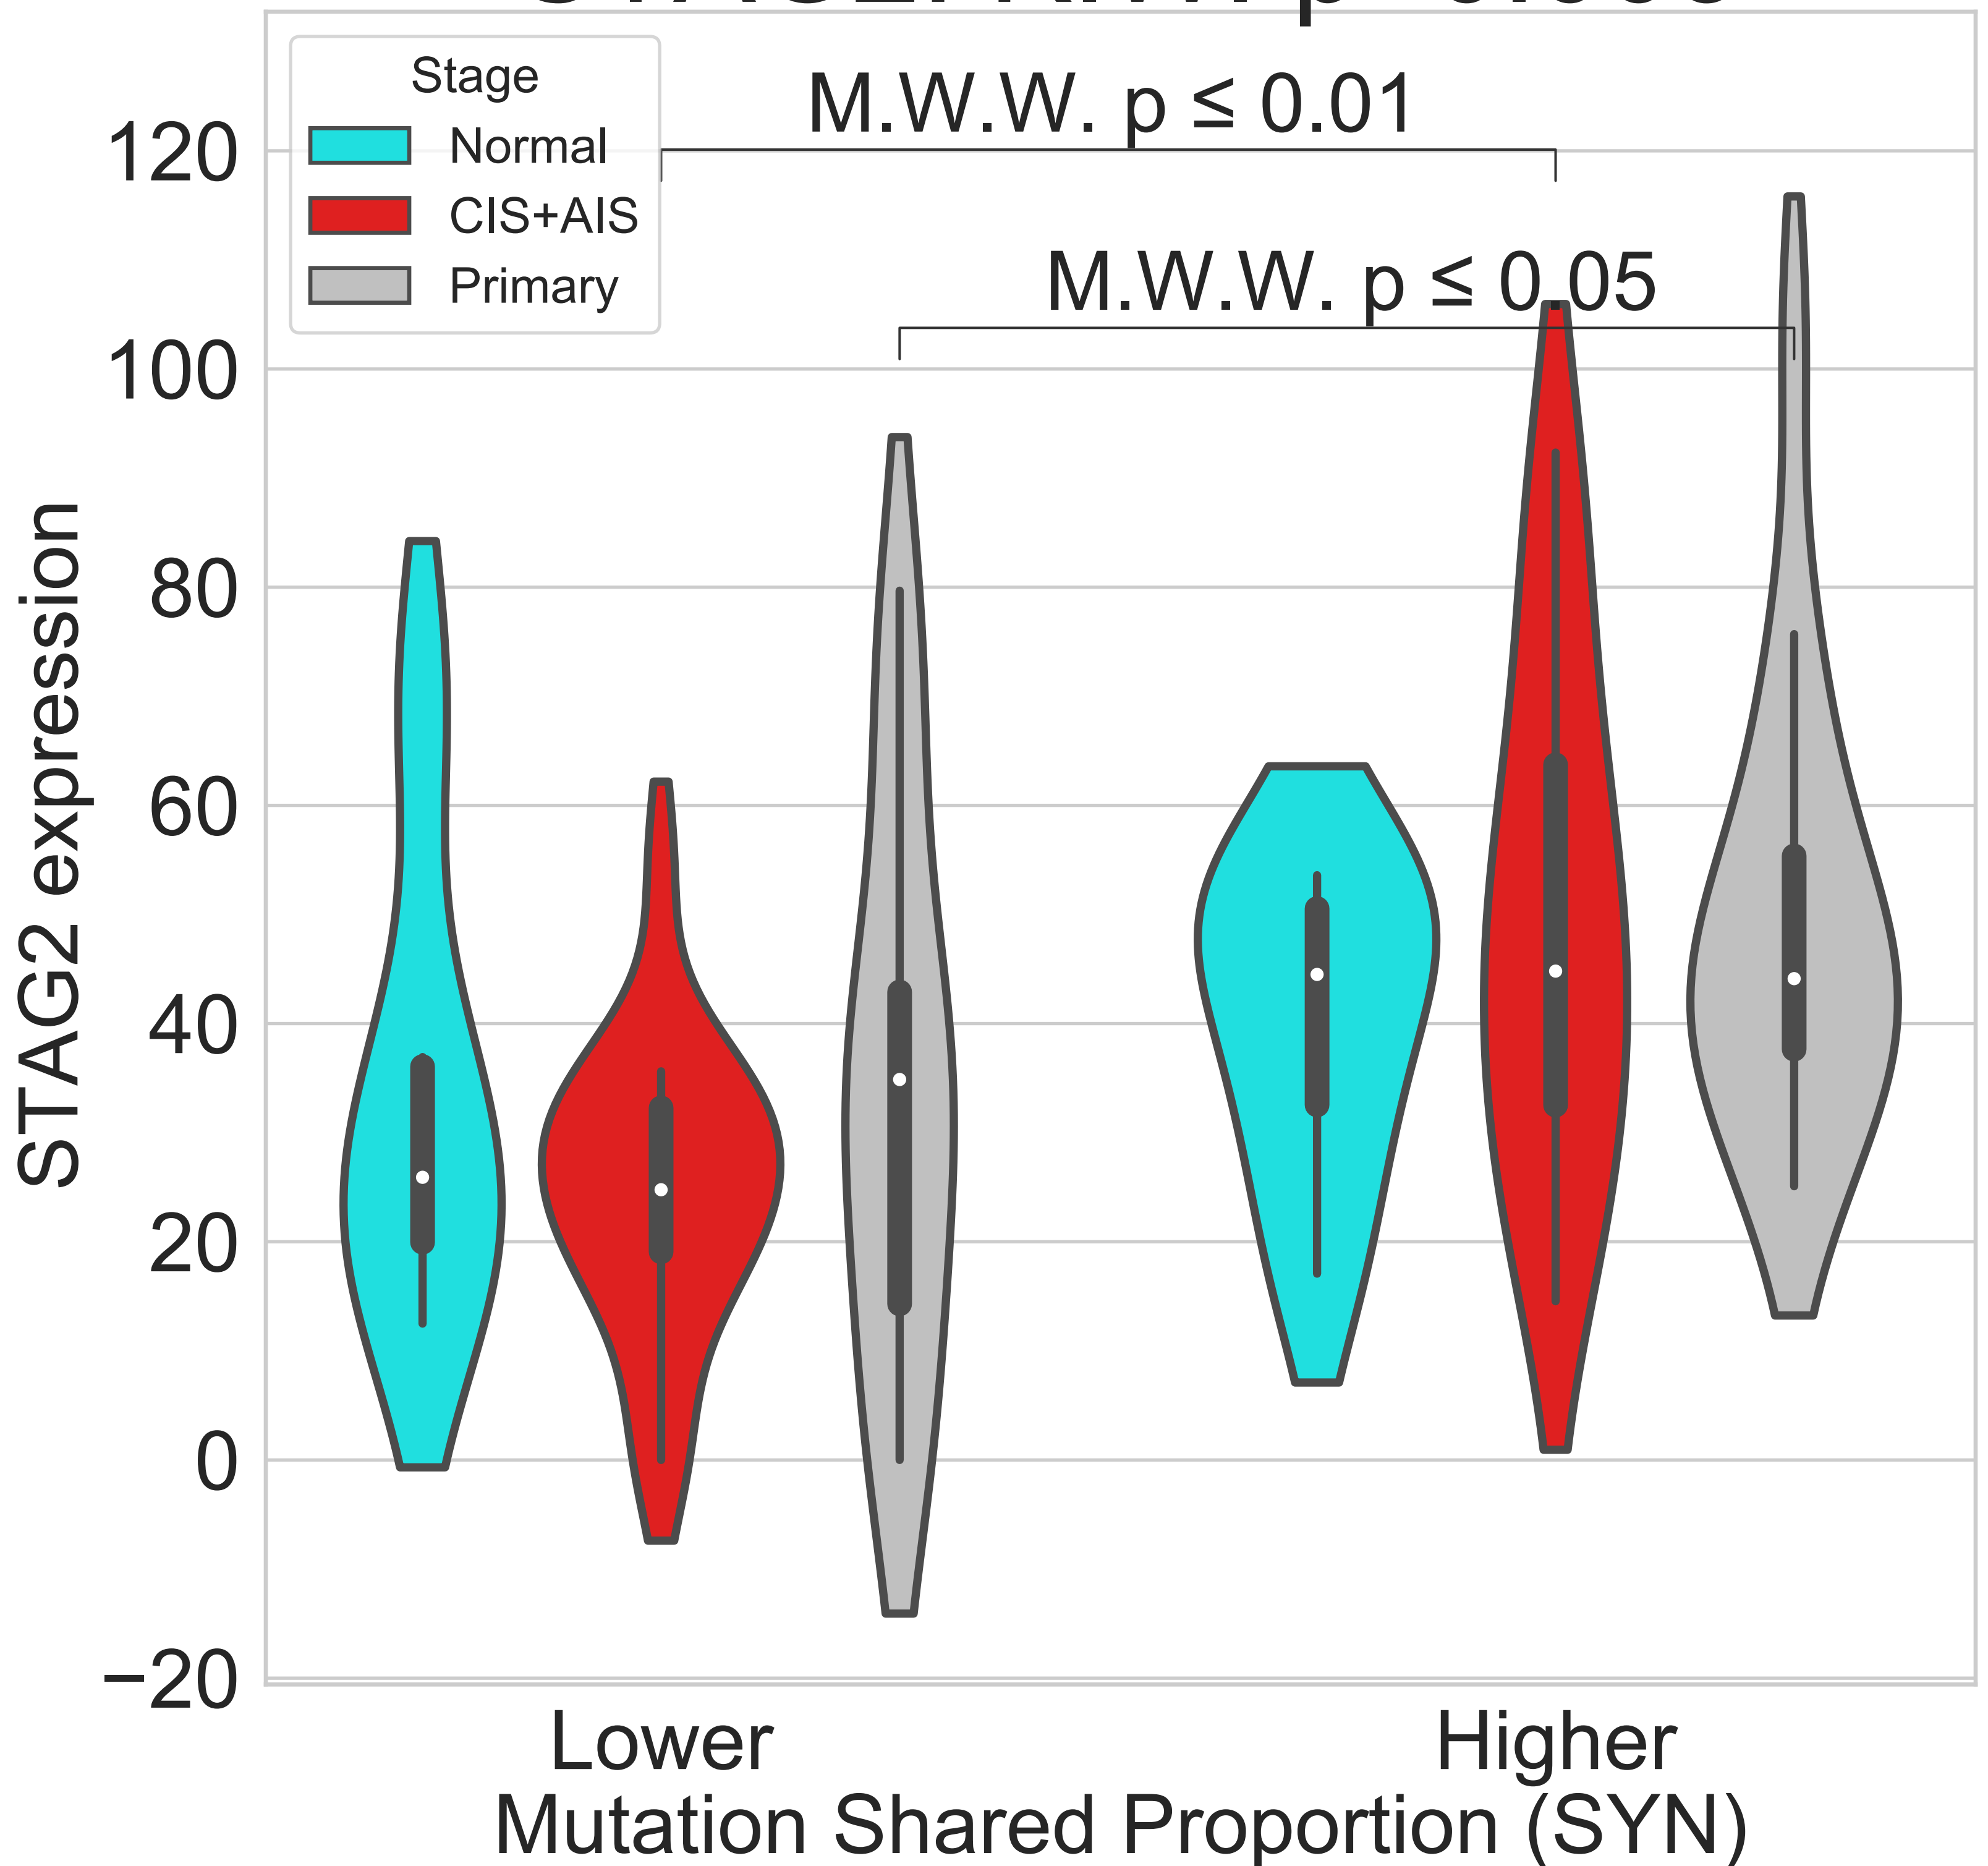 M.W.W. p ≤ 0.01
M.W.W. p ≤ 0.05
Stage
Normal
CIS+AIS
Primary
120
100
80
60
40
20
0
−20
STAG2 expression
Lower
Higher
Mutation Shared Proportion (SYN)